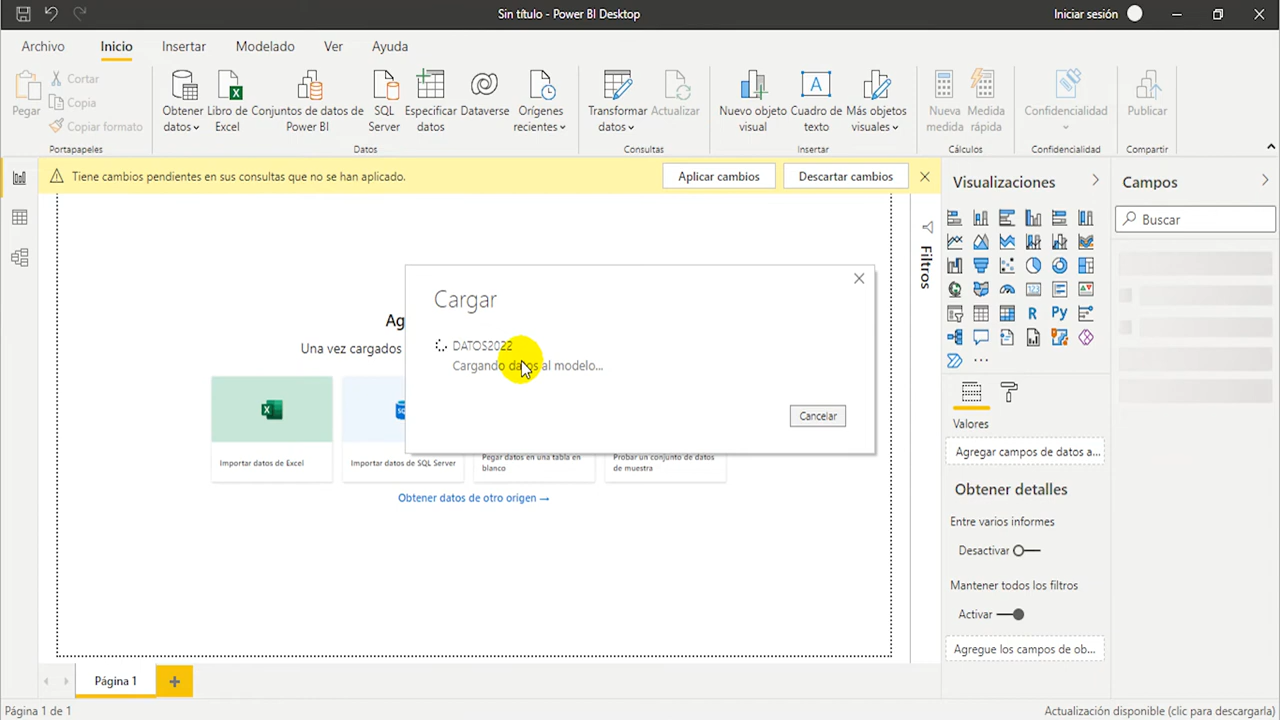 Sin título - Power BI Desktop
Iniciar sesión
Archivo
Inicio
Insertar
Modelado
Ver
Ayuda
Pegar
Cortar
Copia
Copiar formato
Portapapeles
Obtener
datos
Libro de
Excel
Conjuntos de datos de
Power BI
SQL
Server
Especificar
datos
Dataverse
Orígenes
recientes
Datos
Transformar
datos
Actualizar
Consultas
Nuevo objeto
visual
Cuadro de
texto
Más objetos
visuales
Insertar
Nueva
medida
Medida
rápida
Cálculos
Confidencialidad
Confidencialidad
Publicar
Compartir
Tiene cambios pendientes en sus consultas que no se han aplicado.
Aplicar cambios
Descartar cambios
Ag
Una vez cargados
Importar datos de Excel
Importar datos de SQL Server
Pegar datos en una tabla en
blanco
Probar un conjunto de datos
de muestra
Obtener datos de otro origen →
Cargar
DATOS2022
Cargando datos al modelo...
Cancelar
Filtros
Visualizaciones
R
Py
123
Valores
Agregar campos de datos a...
Obtener detalles
Entre varios informes
Desactivar
Mantener todos los filtros
Activar
Agregue los campos de ob...
Campos
Buscar
Página 1
Página 1 de 1
Actualización disponible (clic para descargarla)